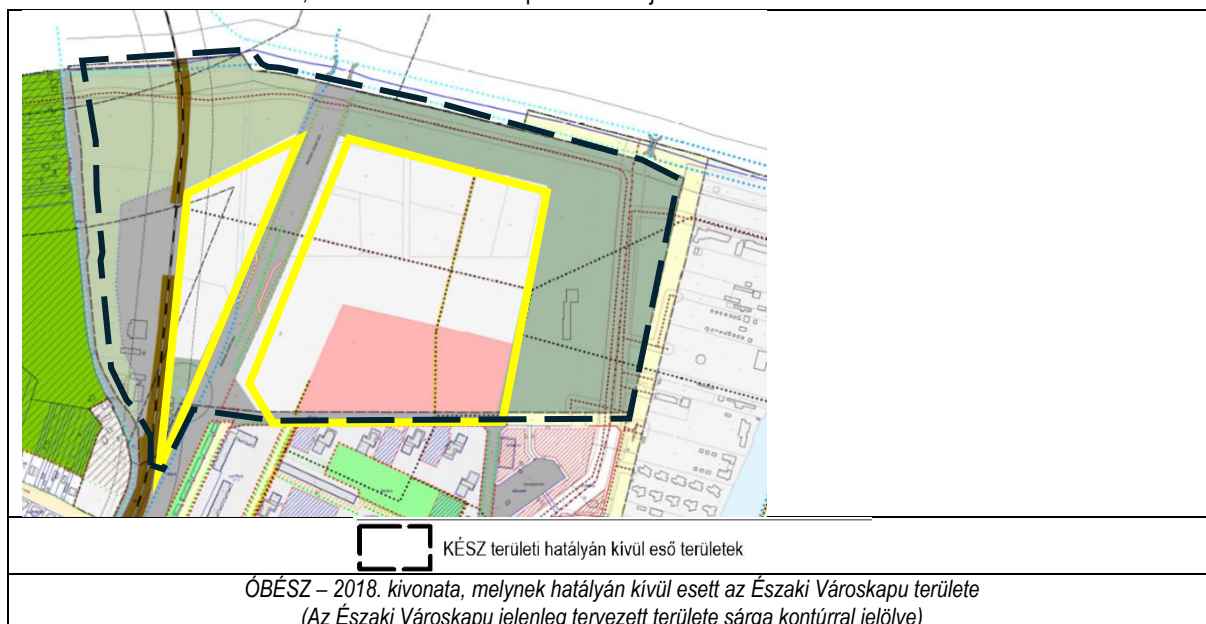 KÉSZ területi hatályán kívül eső területek
ÓBÉSZ – 2018. kivonata, melynek hatályán kívül esett az Északi Városkapu területe
(Az Északi Városkapu jelenleg tervezett területe sárga kontúrral jelölve)